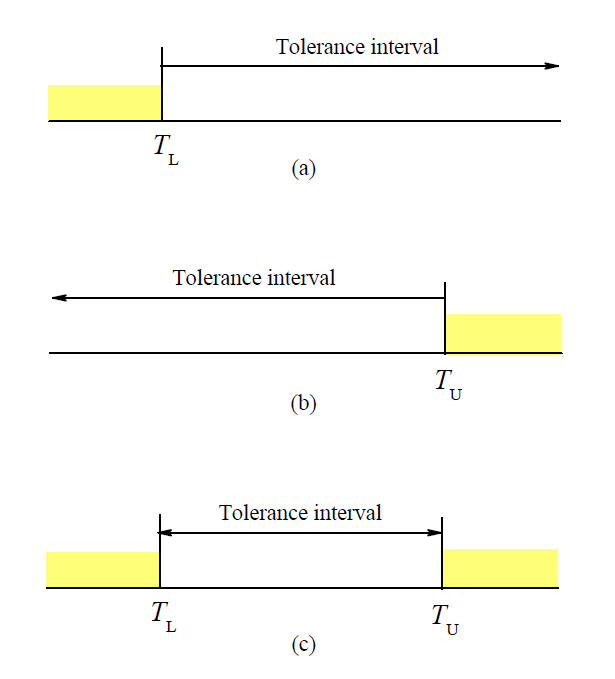 Tolerance interval
T_L
(a)
Tolerance interval
T_U
(b)
Tolerance interval
T_L T_U
(c)